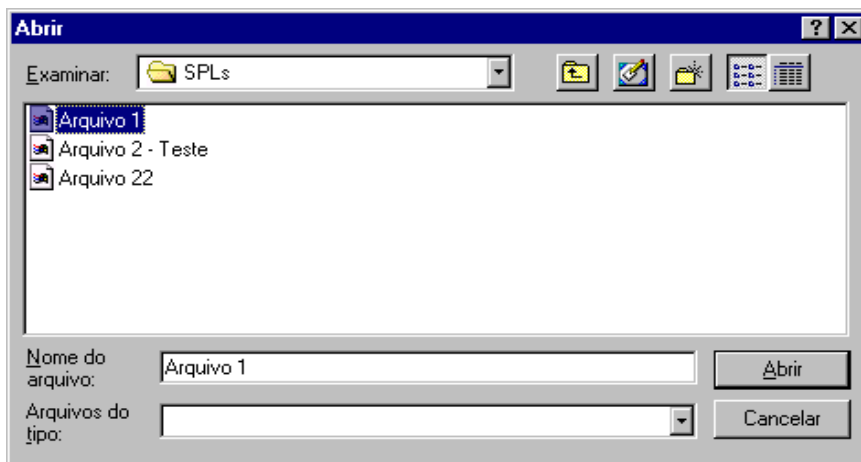 Abrir
Examinar: SPLs
Arquivo 1
Arquivo 2 - Teste
Arquivo 22
Nome do
arquivo: Arquivo 1 Abrir
Arquivos do
tipo: Cancelar